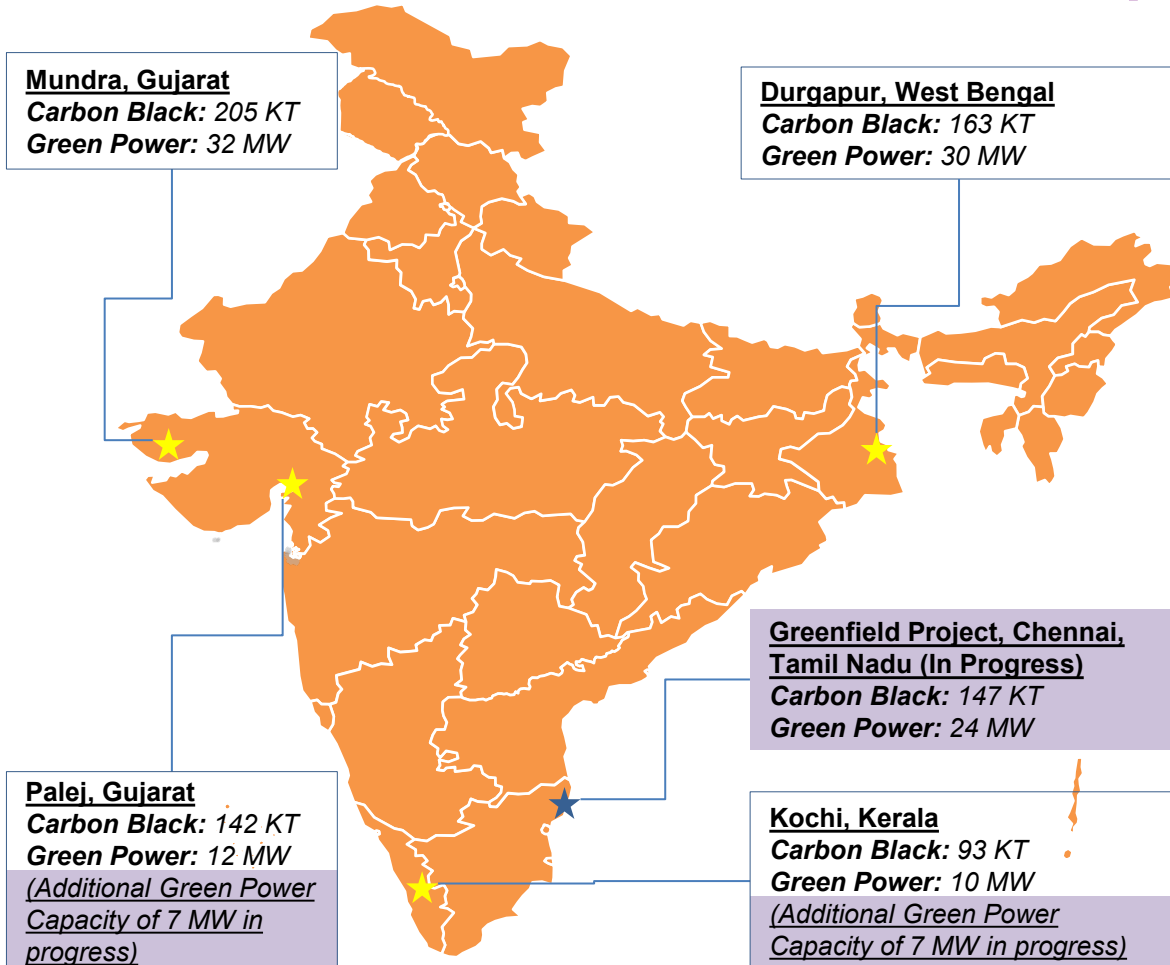 Mundra, Gujarat
Carbon Black: 205 KT
Green Power: 32 MW
Durgapur, West Bengal
Carbon Black: 163 KT
Green Power: 30 MW
Greenfield Project, Chennai,
Tamil Nadu (In Progress)
Carbon Black: 147 KT
Green Power: 24 MW
Palej, Gujarat
Carbon Black: 142 KT
Green Power: 12 MW
(Additional Green Power
Capacity of 7 MW in
progress)
Kochi, Kerala
Carbon Black: 93 KT
Green Power: 10 MW
(Additional Green Power
Capacity of 7 MW in progress)